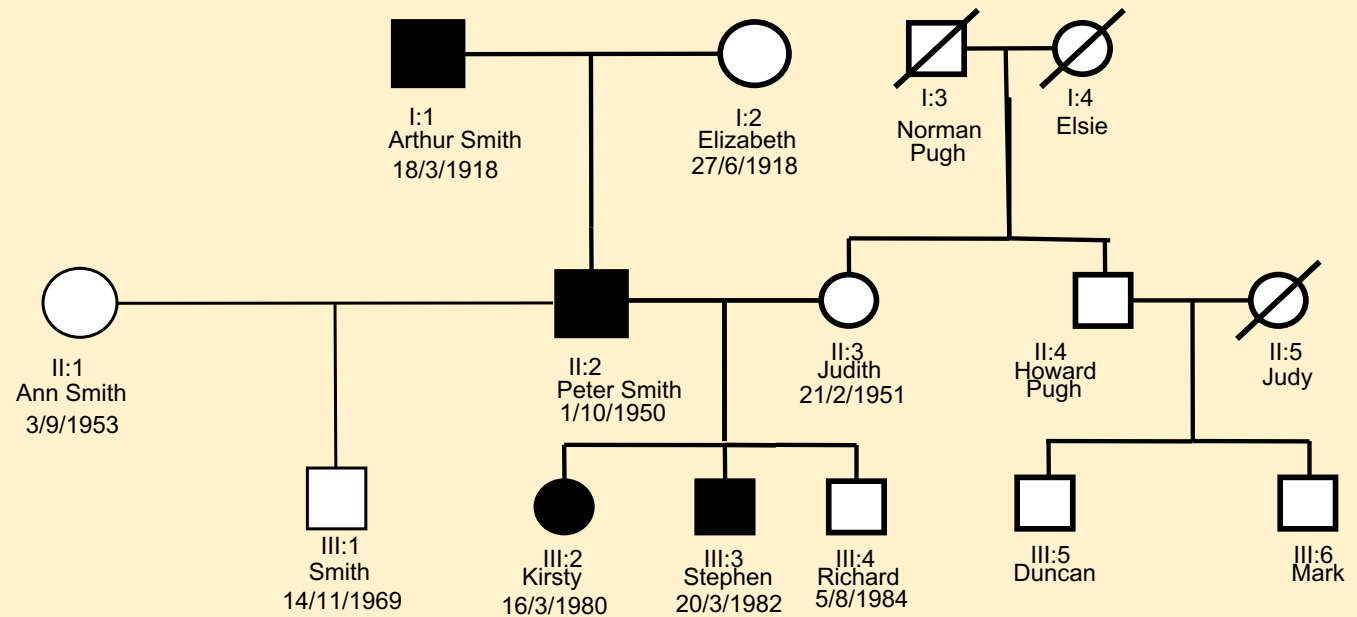 I:1
Arthur Smith
18/3/1918
I:2
Elizabeth
27/6/1918
I:3
Norman
Pugh
I:4
Elsie
II:1
Ann Smith
3/9/1953
II:2
Peter Smith
1/10/1950
II:3
Judith
21/2/1951
II:4
Howard
Pugh
II:5
Judy
III:1
Smith
14/11/1969
III:2
Kirsty
16/3/1980
III:3
Stephen
20/3/1982
III:4
Richard
5/8/1984
III:5
Duncan
III:6
Mark